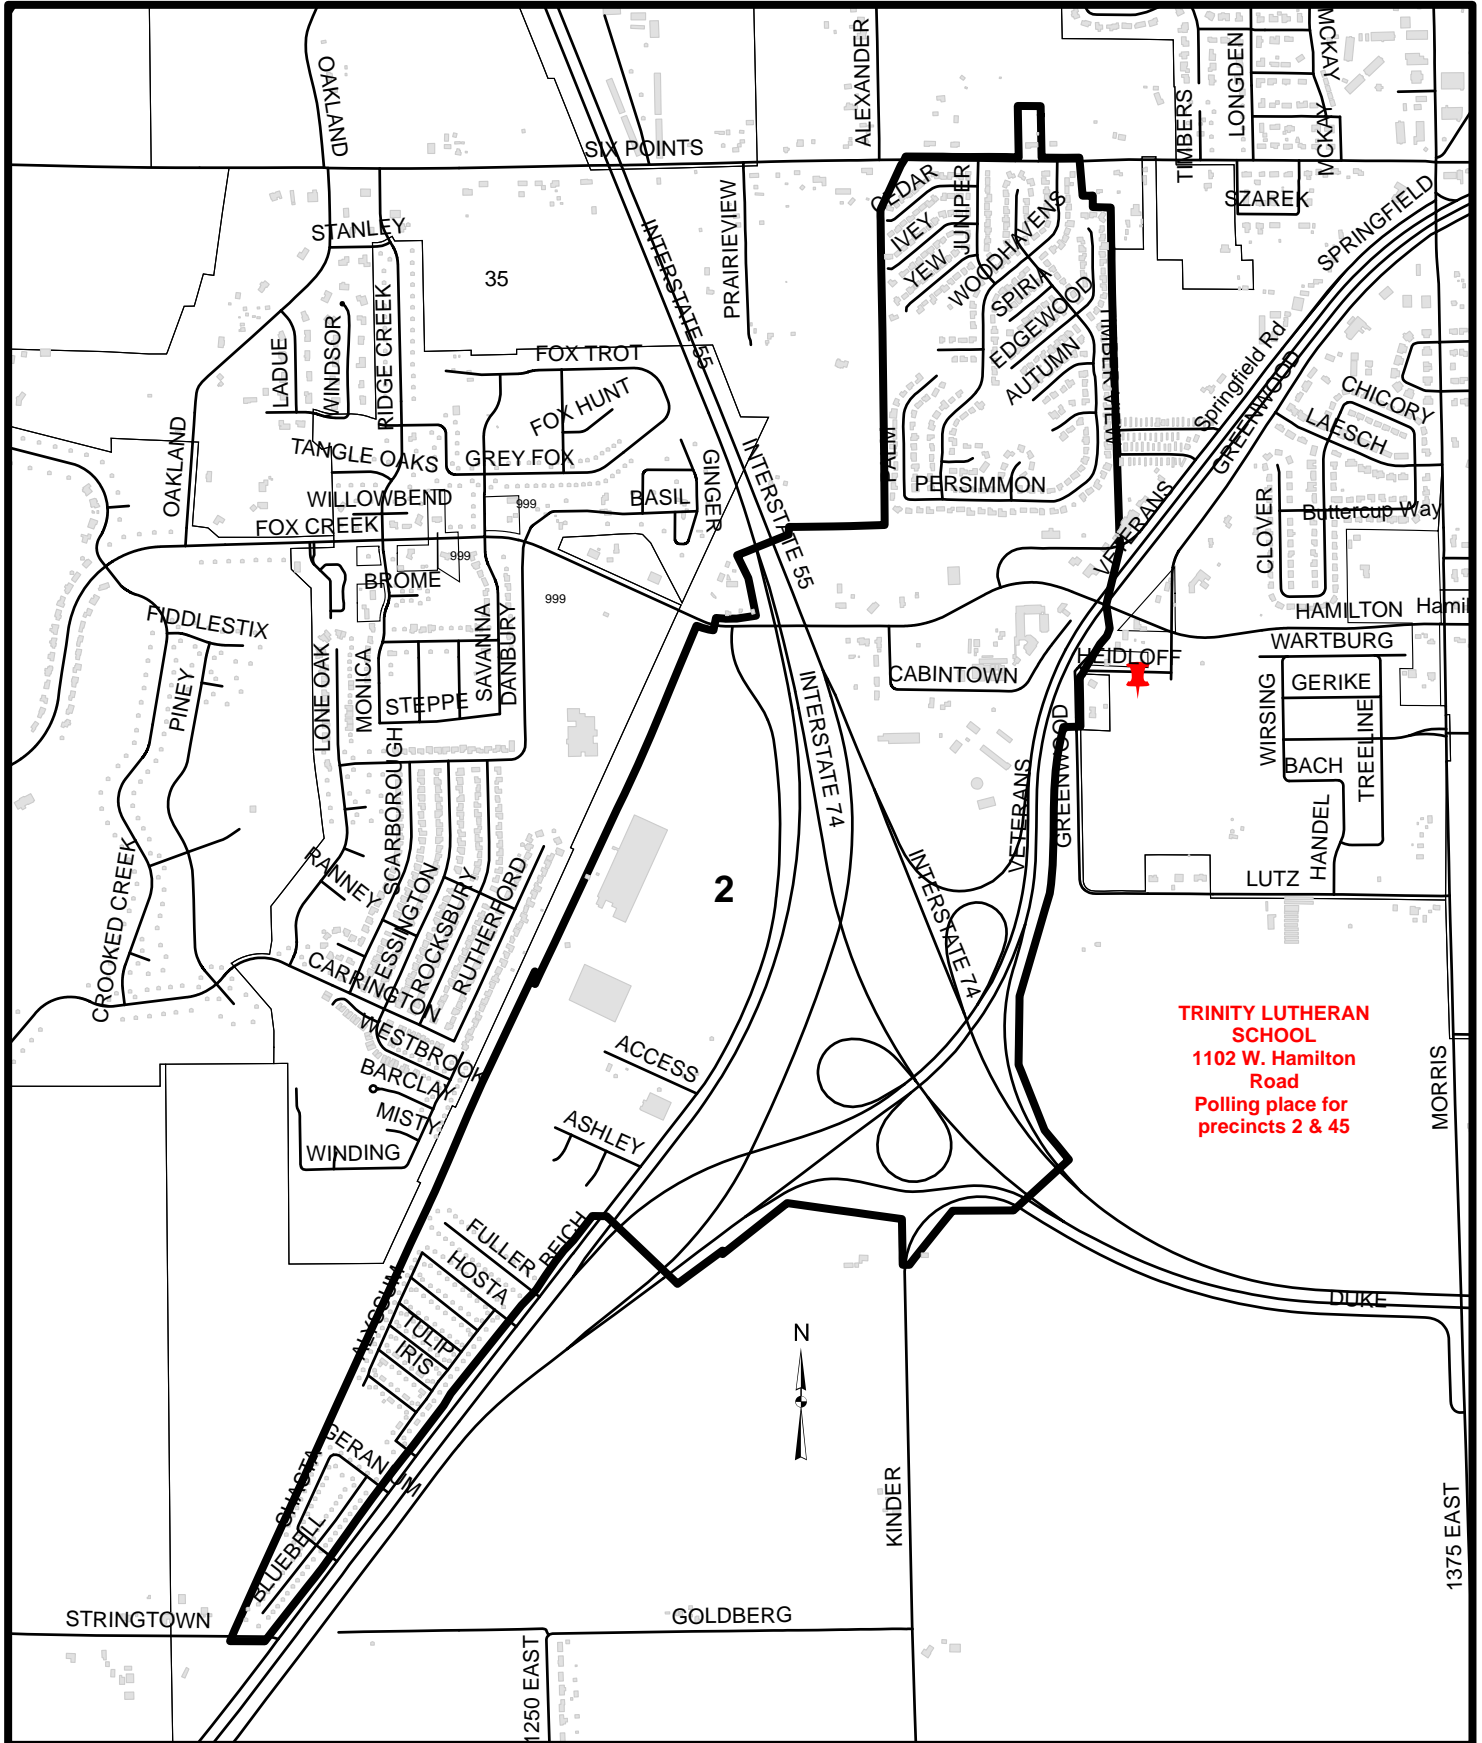 OAKLAND
ALEXANDER
MCKAY
LONGDEN
TIMBERS
MCKAY
SIX POINTS
CEDAR
JUNIPER
SZAREK
SPRINGFIELD
STANLEY
INTERSTATE 55
PRAIRIEVIEW
IVEY
YEW
WOODHAVENS
35
SPIRIA
EDGEWOOD
AUTUMN
TIMBER VIEW
LADUE
WINDSOR
RIDGE CREEK
FOX TROT
Springfield Rd
GREENWOOD
FOX HUNT
CHICORY
LAESCH
OAKLAND
TANGLE OAKS
GREY FOX
GINGER
INTERSTATE 55
PALM
PERSIMMON
WILLOWBEND
BASIL
999
FOX CREEK
VETERANS
CLOVER
Buttercup Way
999
BROME
999
FIDDLESTIX
SAVANNA
DANBURY
HAMILTON
Hamil
WARTBURG
HEIDLOFF
LONE OAK
MONICA
PINEY
STEPPE
CABINTOWN
INTERSTATE 74
WIRSING
GERIKE
TREELINE
BACH
GREENWOOD
VETERANS
SCARBOROUGH
HANDEL
LUTZ
RANNEY
ESSINGTON
ROCKSBURY
RUTHERFORD
2
INTERSTATE 74
CROOKED CREEK
CARRINGTON
WESTBROOK
BARCLAY
MISTY
WINDING
ACCESS
ASHLEY
TRINITY LUTHERAN
SCHOOL
1102 W. Hamilton
Road
Polling place for
precincts 2 & 45
MORRIS
FULLER
BEICH
HOSTA
ALYSSUM
TULIP
IRIS
DUKE
N
GERANIUM
SHASTA
BLUEBELL
KINDER
1375 EAST
STRINGTOWN
GOLDBERG
1250 EAST